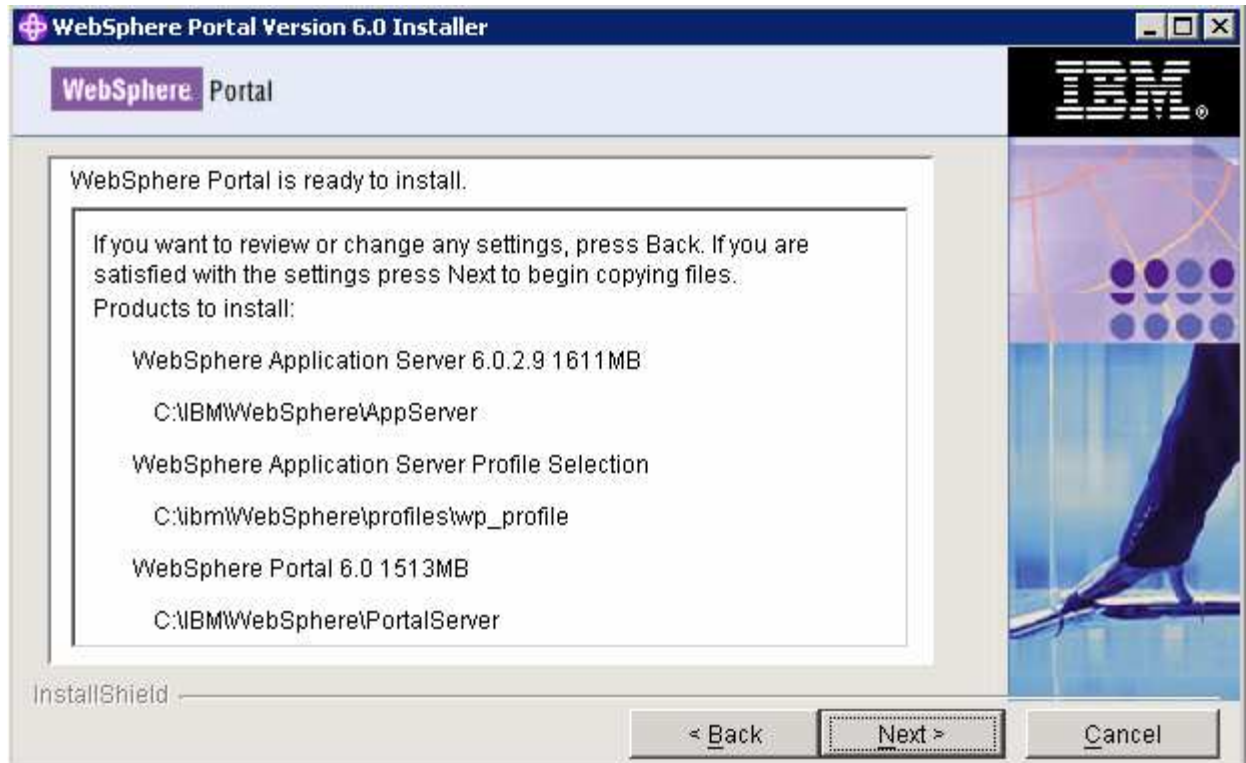 WebSphere Portal Version 6.0 Installer
WebSphere Portal
IBM®
WebSphere Portal is ready to install.
If you want to review or change any settings, press Back. If you are
satisfied with the settings press Next to begin copying files.
Products to install:
WebSphere Application Server 6.0.2.9 1611MB
C:\IBM\WebSphere\AppServer
WebSphere Application Server Profile Selection
C:\ibm\WebSphere\profiles\wp_profile
WebSphere Portal 6.0 1513MB
C:\IBM\WebSphere\PortalServer
InstallShield
< Back Next > Cancel